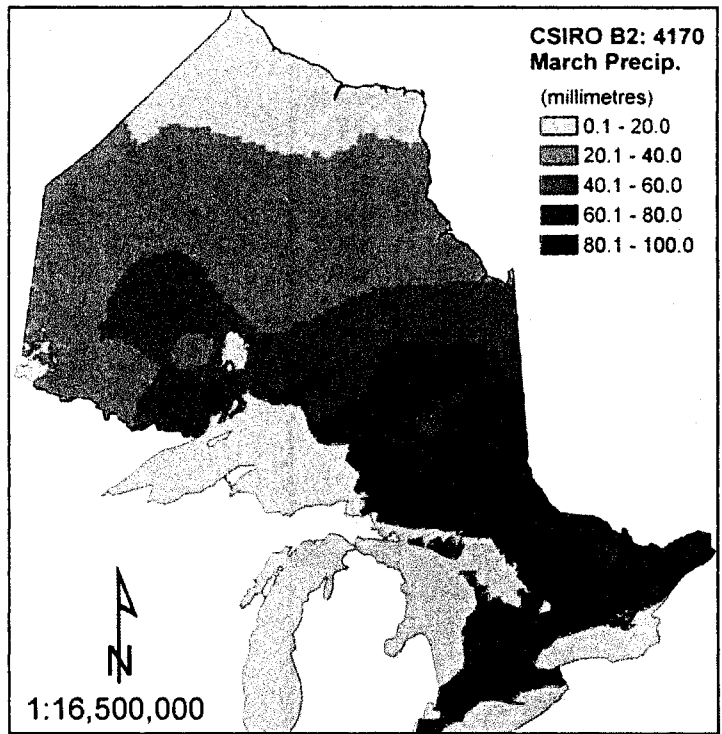 CSIRO B2: 4170
March Precip.
(millimetres)
0.1 - 20.0
20.1 - 40.0
40.1 - 60.0
60.1 - 80.0
80.1 - 100.0
N
1:16,500,000